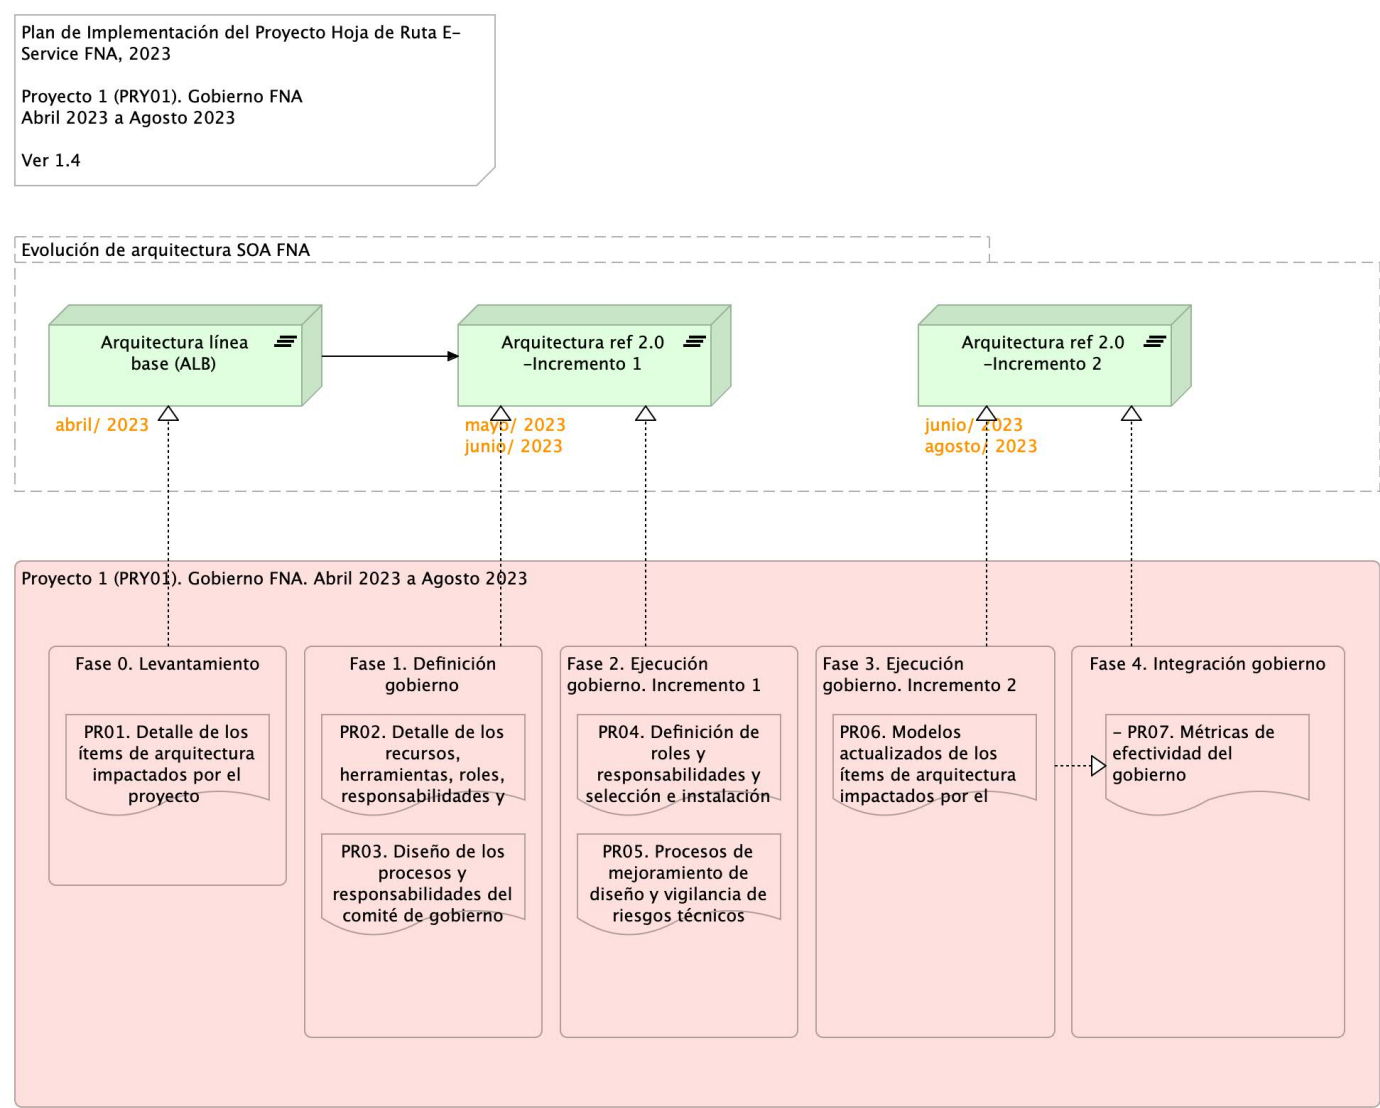 Plan de Implementación del Proyecto Hoja de Ruta E-
Service FNA, 2023
Proyecto 1 (PRY01). Gobierno FNA
Abril 2023 a Agosto 2023
Ver 1.4
Evolución de arquitectura SOA FNA
Arquitectura línea
base (ALB)
abril/ 2023
Arquitectura ref 2.0
-Incremento 1
mayo/ 2023
junio/ 2023
Arquitectura ref 2.0
-Incremento 2
junio/ 2023
agosto/ 2023
Proyecto 1 (PRY01). Gobierno FNA. Abril 2023 a Agosto 2023
Fase 0. Levantamiento
PR01. Detalle de los
ítems de arquitectura
impactados por el
proyecto
Fase 1. Definición
gobierno
PR02. Detalle de los
recursos,
herramientas, roles,
responsabilidades y
PR03. Diseño de los
procesos y
responsabilidades del
comité de gobierno
Fase 2. Ejecución
gobierno. Incremento 1
PR04. Definición de
roles y
responsabilidades y
selección e instalación
PR05. Procesos de
mejoramiento de
diseño y vigilancia de
riesgos técnicos
Fase 3. Ejecución
gobierno. Incremento 2
PR06. Modelos
actualizados de los
ítems de arquitectura
impactados por el
Fase 4. Integración gobierno
- PR07. Métricas de
efectividad del
gobierno